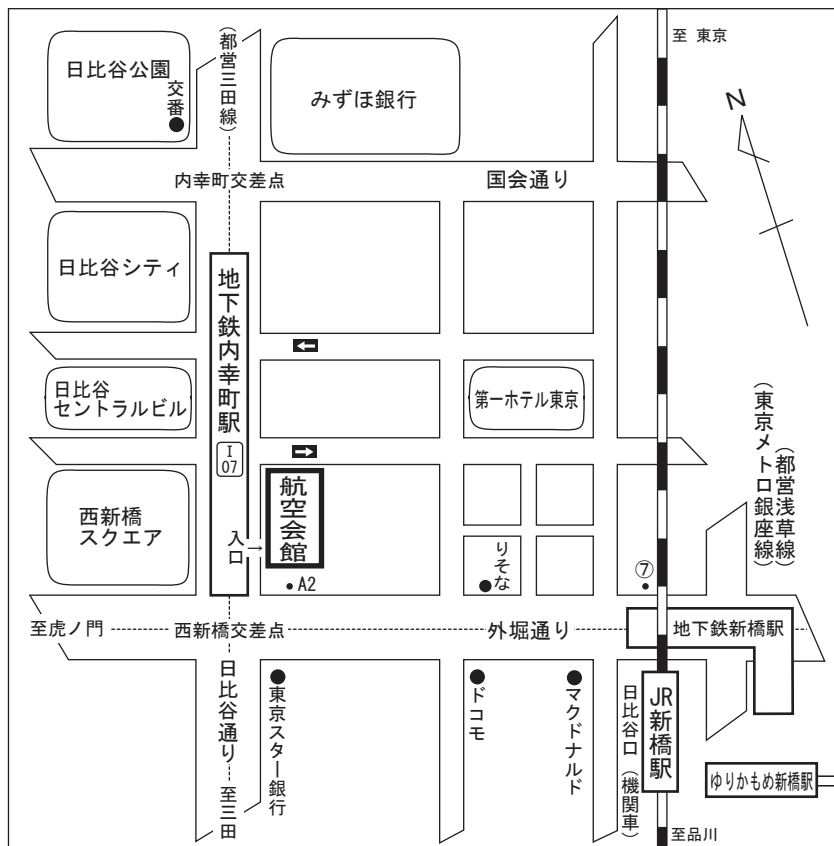 至 東京
日比谷公園
交番
(都営三田線)
みずほ銀行
N
内幸町交差点
国会通り
日比谷シティ
地下鉄内幸町駅
I
07
日比谷
セントラルビル
第一ホテル東京
(東京メトロ銀座線)
(都営浅草線)
西新橋
スクエア
入口→
航空会館
A2
りそな
⑦
至虎ノ門
西新橋交差点
外堀通り
地下鉄新橋駅
日比谷通り
至三田
東京スター銀行
ドコモ
マクドナルド
日比谷口(機関車)
JR新橋駅
ゆりかもめ新橋駅
至品川